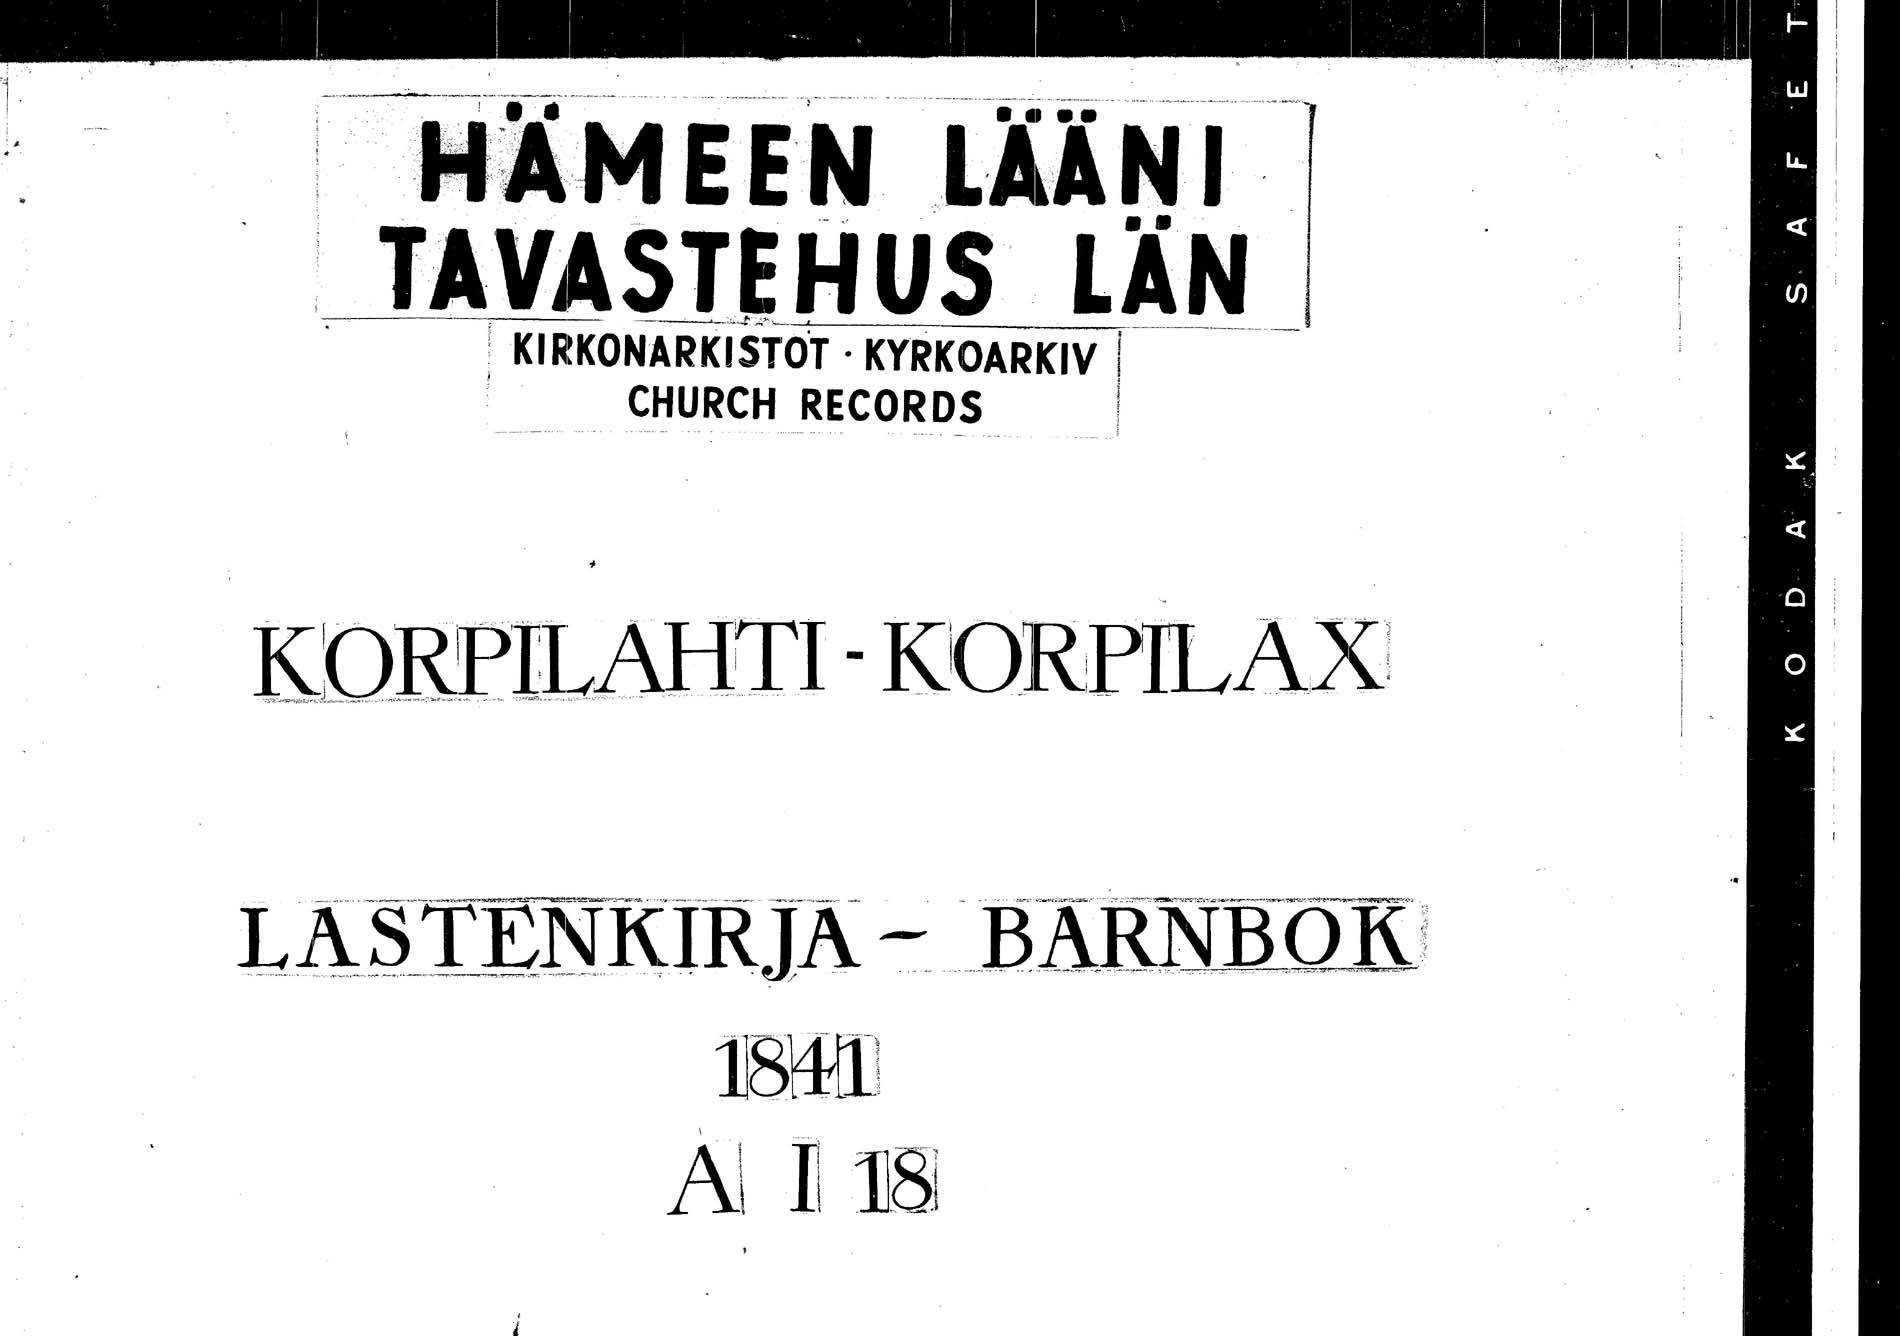 HÄMEEN LÄÄNI
TAVASTEHUS LÄN
KIRKONARKISTOT · KYRKOARKIV
CHURCH RECORDS
KORPILAHTI - KORPILAX
LASTENKIRJA - BARNBOK
1841
A I 18
KODAK SAFET